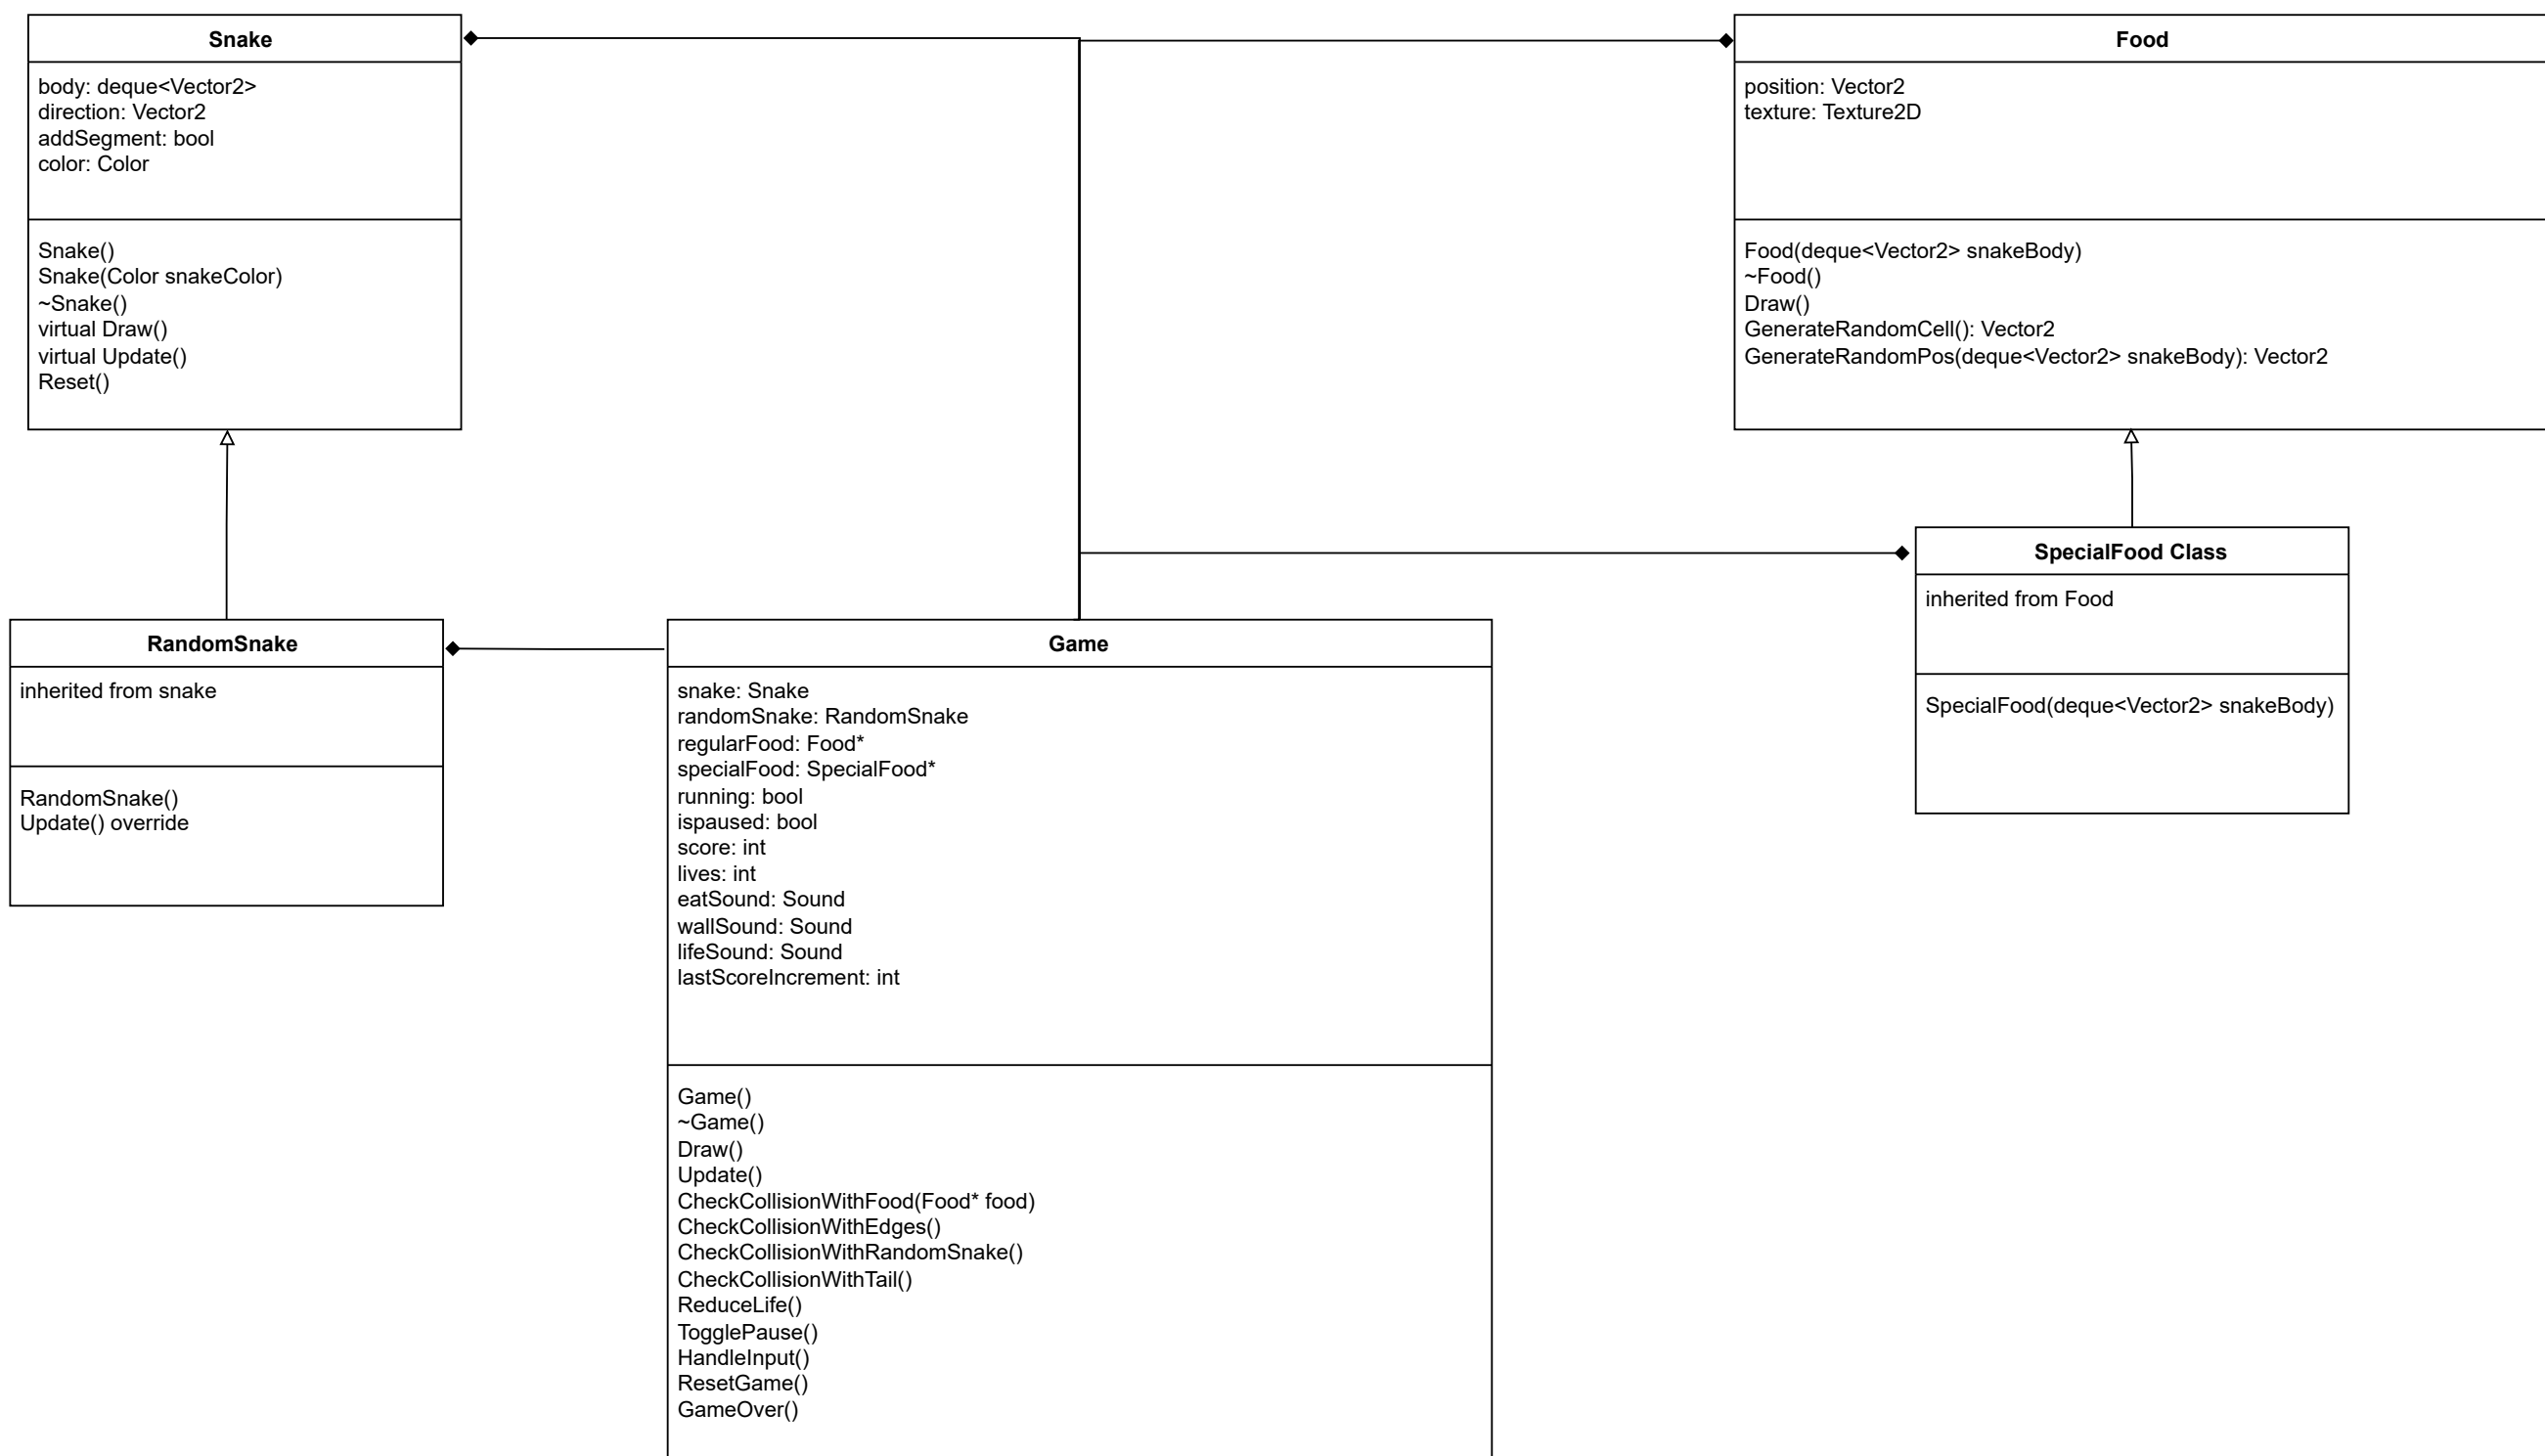 Snake
body: deque<Vector2>
direction: Vector2
addSegment: bool
color: Color
Snake()
Snake(Color snakeColor)
~Snake()
virtual Draw()
virtual Update()
Reset()
Food
position: Vector2
texture: Texture2D
Food(deque<Vector2> snakeBody)
~Food()
Draw()
GenerateRandomCell(): Vector2
GenerateRandomPos(deque<Vector2> snakeBody): Vector2
SpecialFood Class
inherited from Food
SpecialFood(deque<Vector2> snakeBody)
RandomSnake
inherited from snake
RandomSnake()
Update() override
Game
snake: Snake
randomSnake: RandomSnake
regularFood: Food*
specialFood: SpecialFood*
running: bool
ispaused: bool
score: int
lives: int
eatSound: Sound
wallSound: Sound
lifeSound: Sound
lastScoreIncrement: int
Game()
~Game()
Draw()
Update()
CheckCollisionWithFood(Food* food)
CheckCollisionWithEdges()
CheckCollisionWithRandomSnake()
CheckCollisionWithTail()
ReduceLife()
TogglePause()
HandleInput()
ResetGame()
GameOver()